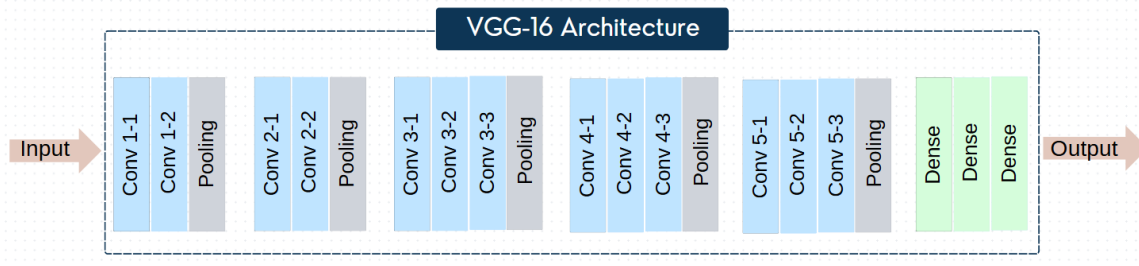 VGG-16 Architecture
Input
Conv 1-1
Conv 1-2
Pooling
Conv 2-1
Conv 2-2
Pooling
Conv 3-1
Conv 3-2
Conv 3-3
Pooling
Conv 4-1
Conv 4-2
Conv 4-3
Pooling
Conv 5-1
Conv 5-2
Conv 5-3
Pooling
Dense
Dense
Dense
Output